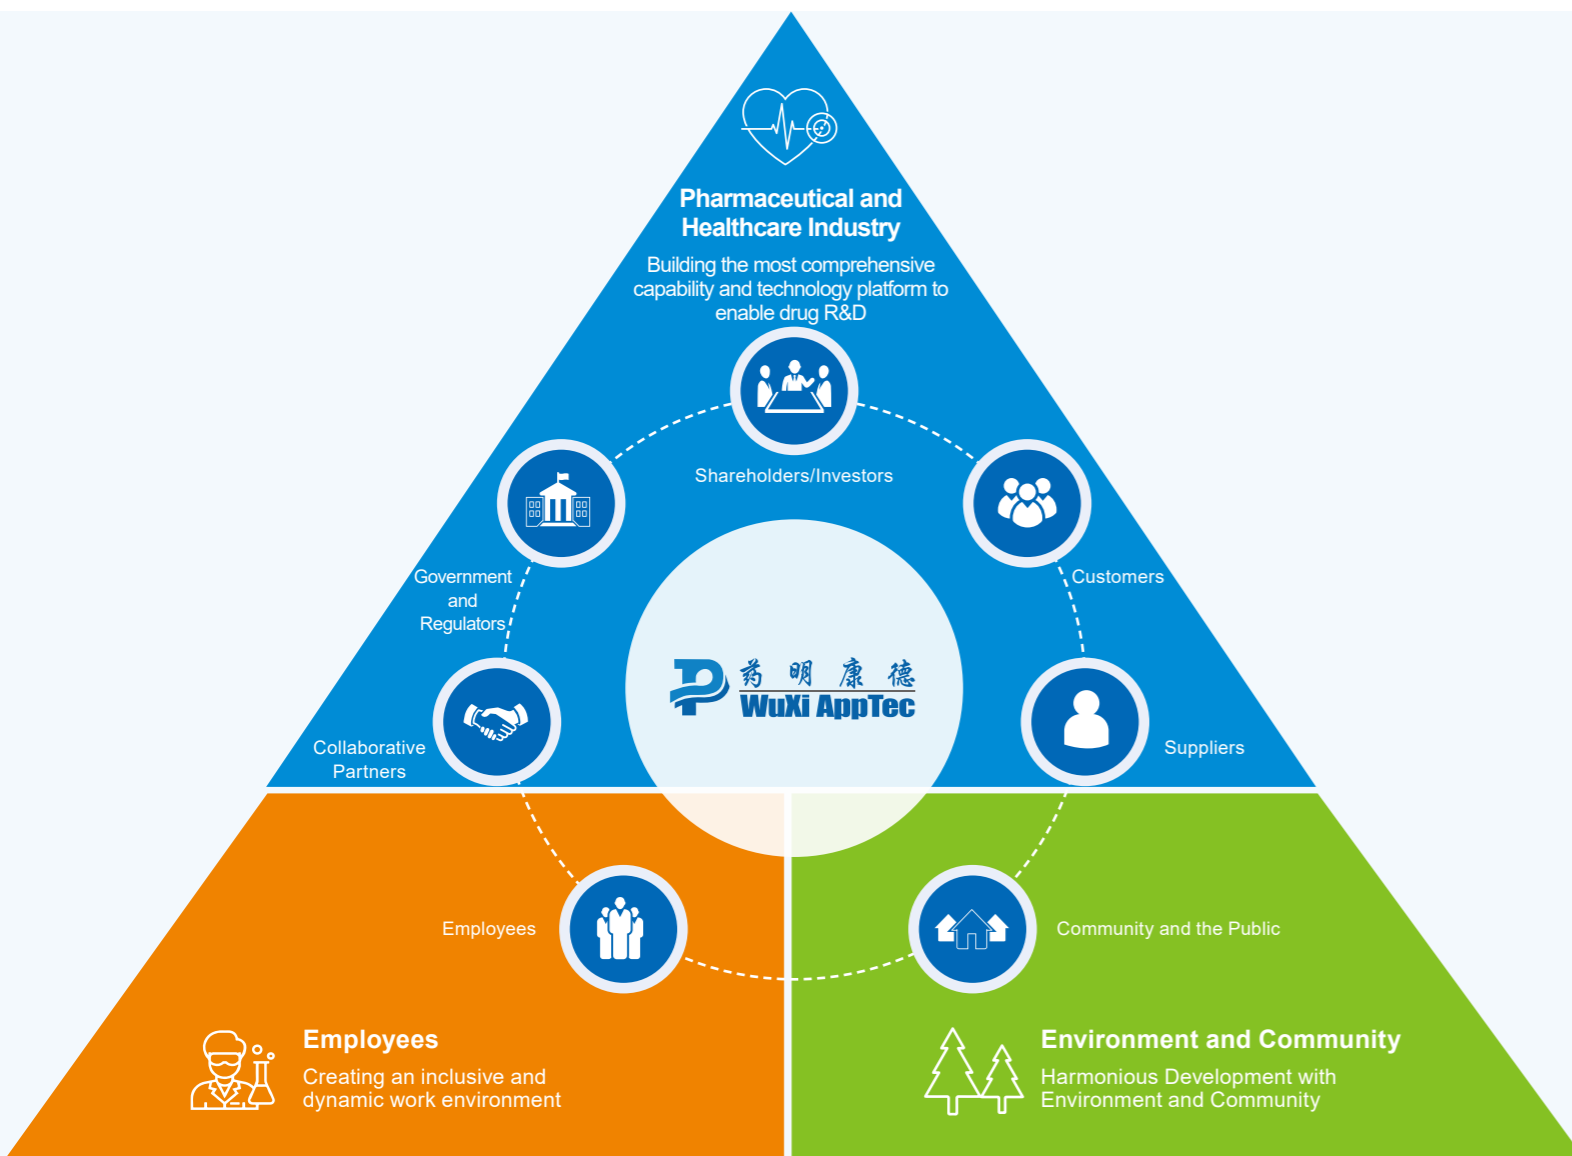 Pharmaceutical and
Healthcare Industry
Building the most comprehensive
capability and technology platform to
enable drug R&D
Shareholders/Investors
Government
and
Regulators
Customers
药明康德
WuXi AppTec
Collaborative
Partners
Suppliers
Employees
Community and the Public
Employees
Creating an inclusive and
dynamic work environment
Environment and Community
Harmonious Development with
Environment and Community